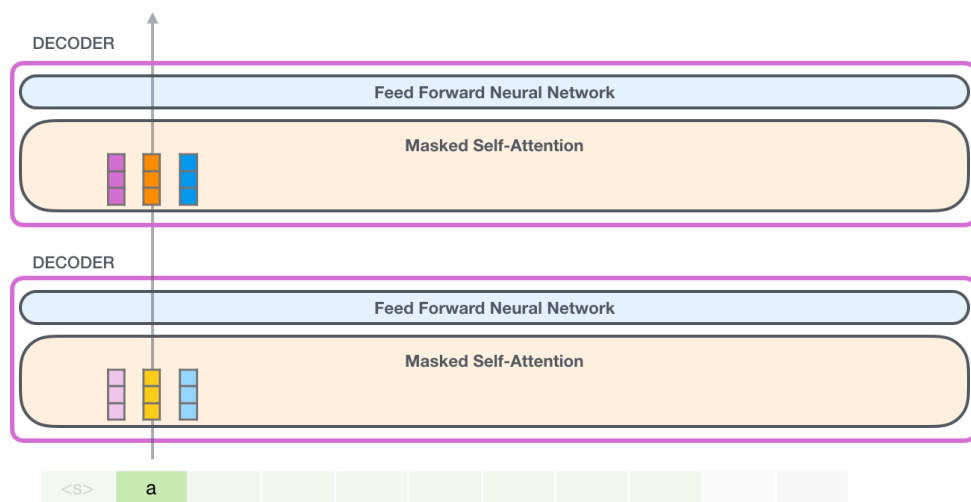 DECODER
Feed Forward Neural Network
Masked Self-Attention
DECODER
Feed Forward Neural Network
Masked Self-Attention
<s> a